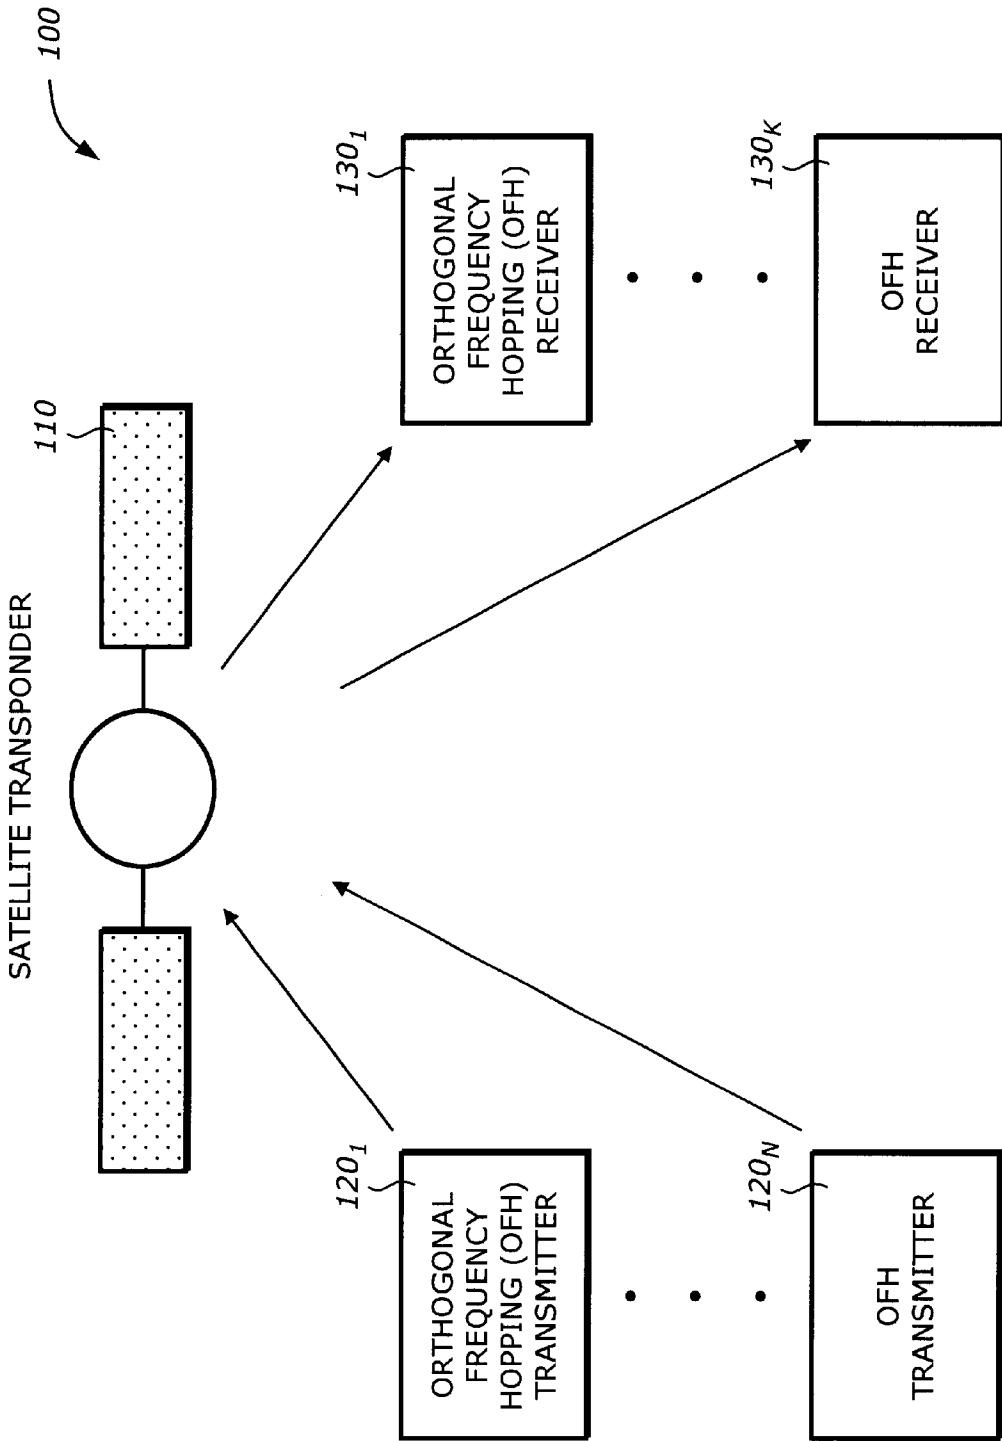 SATELLITE TRANSPONDER
100
110
120₁
ORTHOGONAL
FREQUENCY
HOPPING (OFH)
TRANSMITTER
130₁
ORTHOGONAL
FREQUENCY
HOPPING (OFH)
RECEIVER
120N
OFH
TRANSMITTER
130K
OFH
RECEIVER